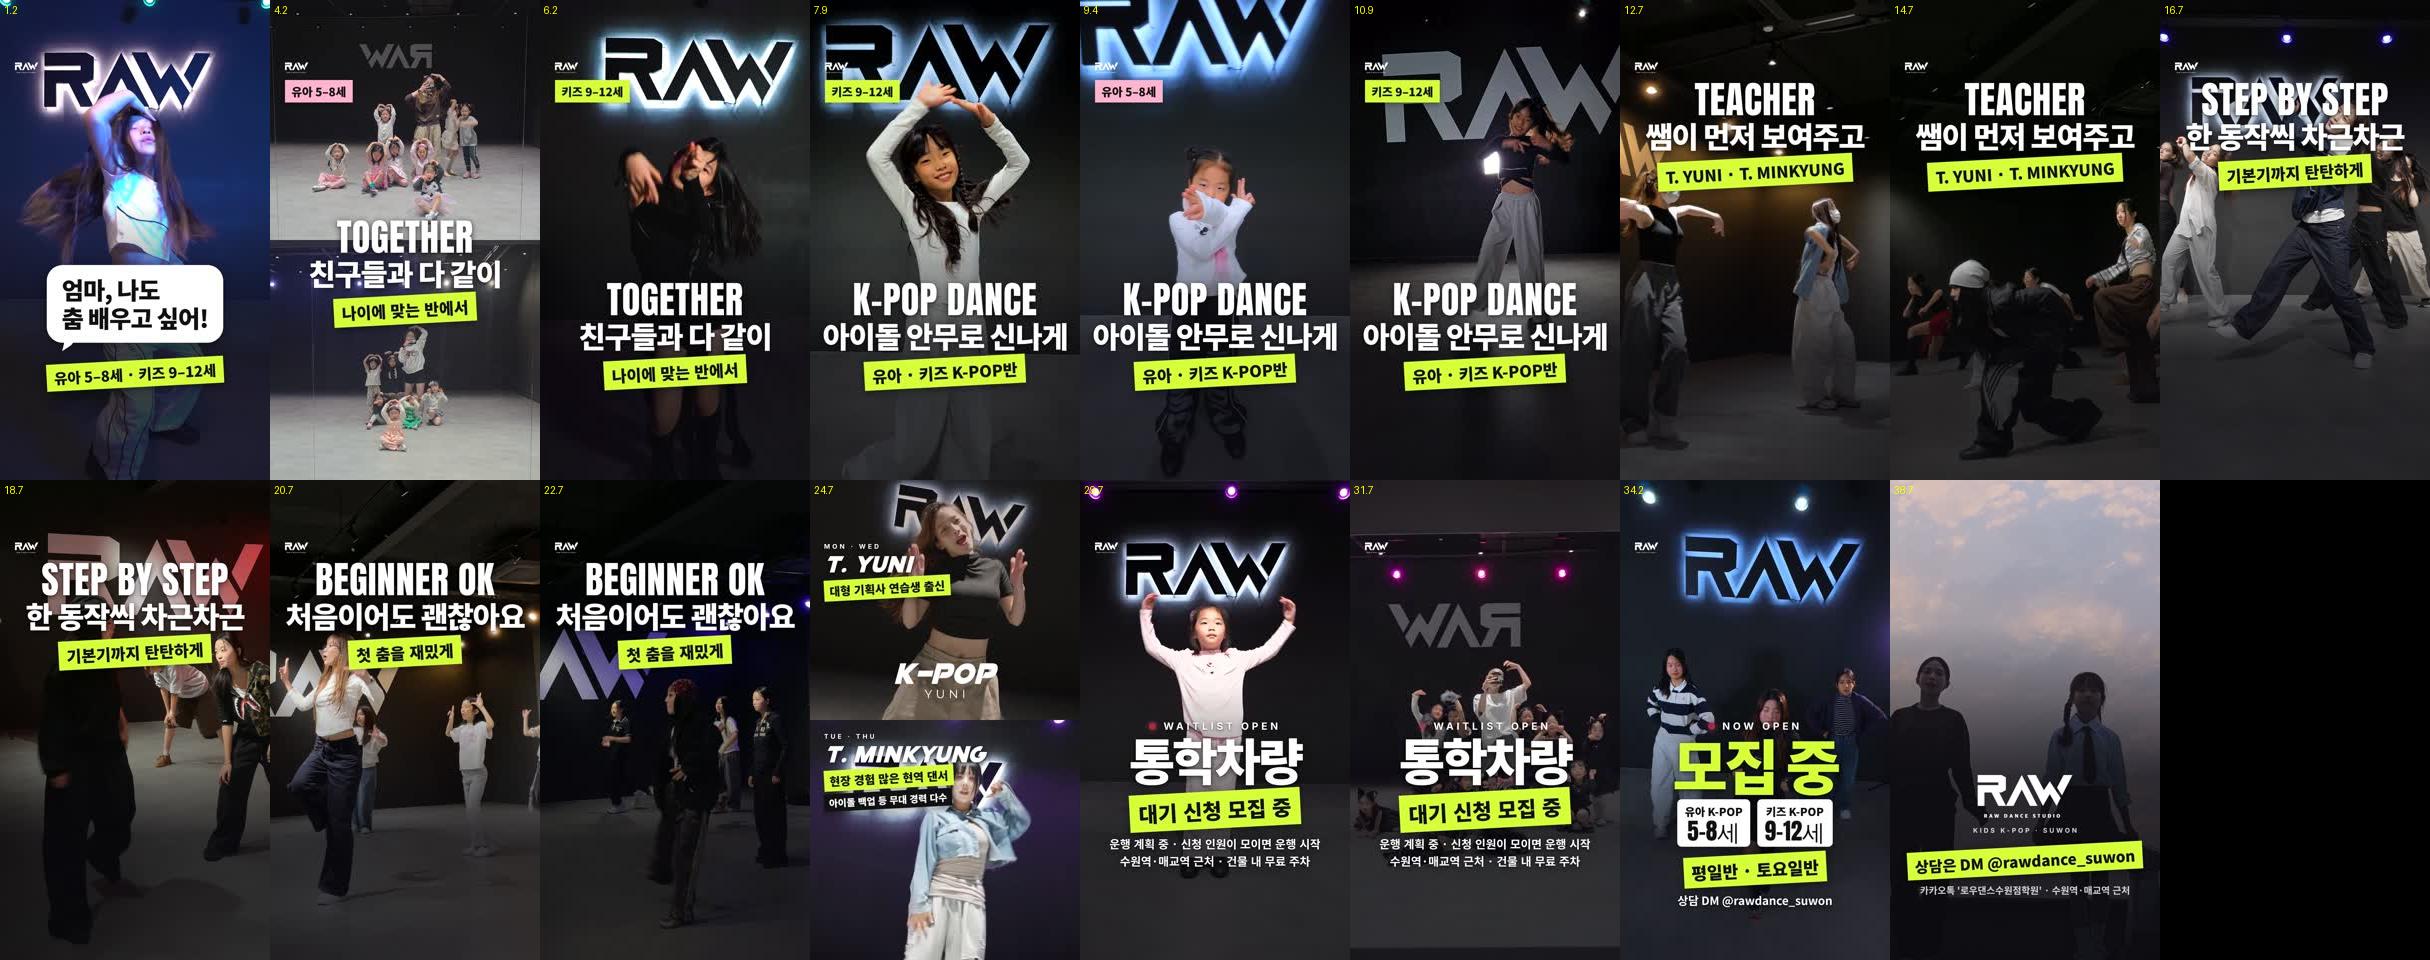 1.2
RAW
RAW
엄마, 나도
춤 배우고 싶어!
유아 5-8세 · 키즈 9-12세
4.2
RAW
RAW
유아 5-8세
TOGETHER
친구들과 다 같이
나이에 맞는 반에서
6.2
RAW
RAW
키즈 9-12세
TOGETHER
친구들과 다 같이
나이에 맞는 반에서
7.9
RAW
RAW
키즈 9-12세
K-POP DANCE
아이돌 안무로 신나게
유아 · 키즈 K-POP반
9.4
RAW
RAW
유아 5-8세
K-POP DANCE
아이돌 안무로 신나게
유아 · 키즈 K-POP반
10.9
RAW
RAW
키즈 9-12세
K-POP DANCE
아이돌 안무로 신나게
유아 · 키즈 K-POP반
12.7
RAW
TEACHER
쌤이 먼저 보여주고
T. YUNI · T. MINKYUNG
14.7
RAW
TEACHER
쌤이 먼저 보여주고
T. YUNI · T. MINKYUNG
16.7
RAW
RAW
STEP BY STEP
한 동작씩 차근차근
기본기까지 탄탄하게
18.7
RAW
RAW
STEP BY STEP
한 동작씩 차근차근
기본기까지 탄탄하게
20.7
RAW
BEGINNER OK
처음이어도 괜찮아요
첫 춤을 재밌게
22.7
RAW
BEGINNER OK
처음이어도 괜찮아요
첫 춤을 재밌게
24.7
RAW
MON · WED
T. YUNI
대형 기획사 연습생 출신
K-POP
YUNI
TUE · THU
T. MINKYUNG
현장 경험 많은 현역 댄서
아이돌 백업 등 무대 경력 다수
RAW
RAW
WAITLIST OPEN
통학차량
대기 신청 모집 중
운행 계획 중 · 신청 인원이 모이면 운행 시작
수원역·매교역 근처 · 건물 내 무료 주차
31.7
RAW
RAW
WAITLIST OPEN
통학차량
대기 신청 모집 중
운행 계획 중 · 신청 인원이 모이면 운행 시작
수원역·매교역 근처 · 건물 내 무료 주차
34.2
RAW
RAW
NOW OPEN
모집 중
유아 K-POP
5-8세
키즈 K-POP
9-12세
평일반 · 토요일반
상담 DM @rawdance_suwon
RAW
RAW DANCE STUDIO
KIDS K-POP · SUWON
상담은 DM @rawdance_suwon
카카오톡 '로우댄스수원점학원' · 수원역·매교역 근처